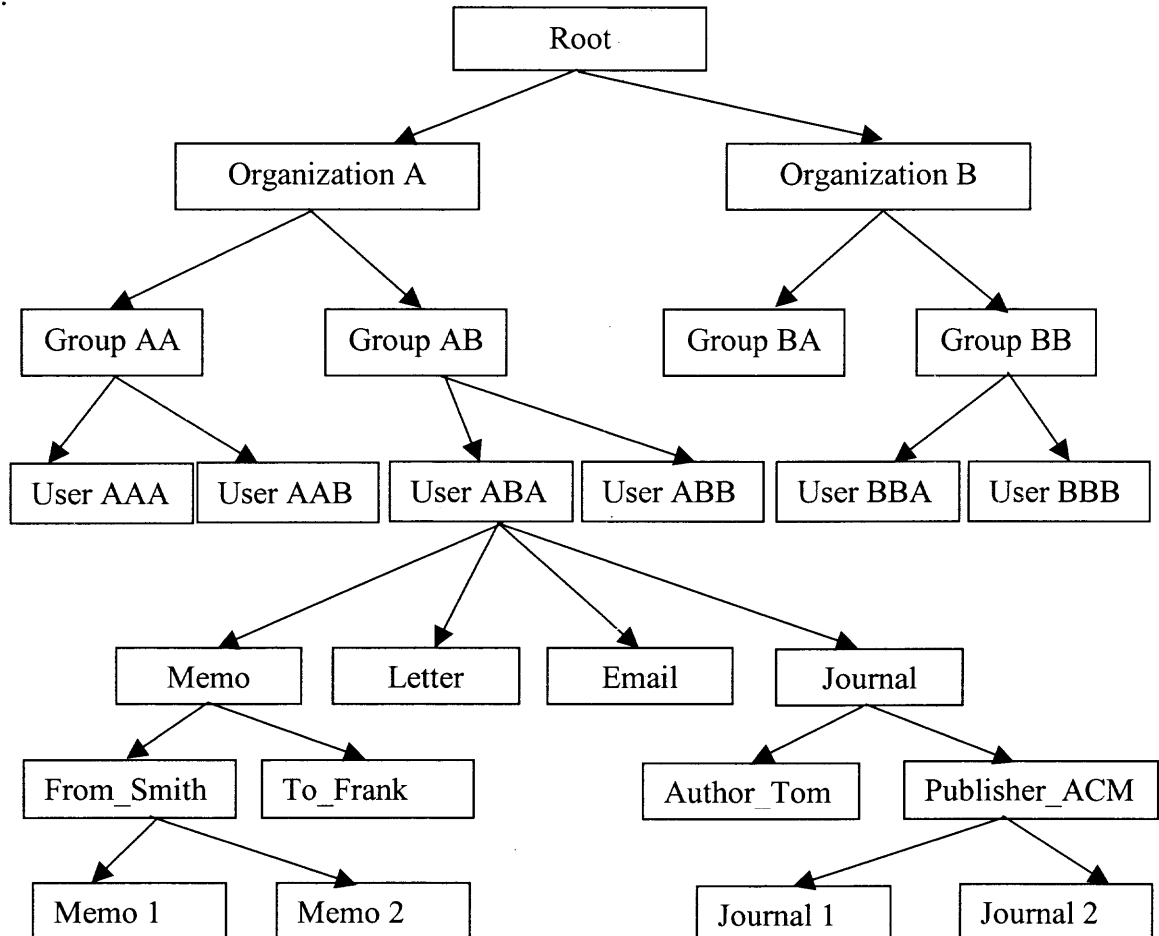 Root
Organization A
Organization B
Group AA
Group AB
Group BA
Group BB
User AAA
User AAB
User ABA
User ABB
User BBA
User BBB
Memo
Letter
Email
Journal
From_Smith
To_Frank
Author_Tom
Publisher_ACM
Memo 1
Memo 2
Journal 1
Journal 2